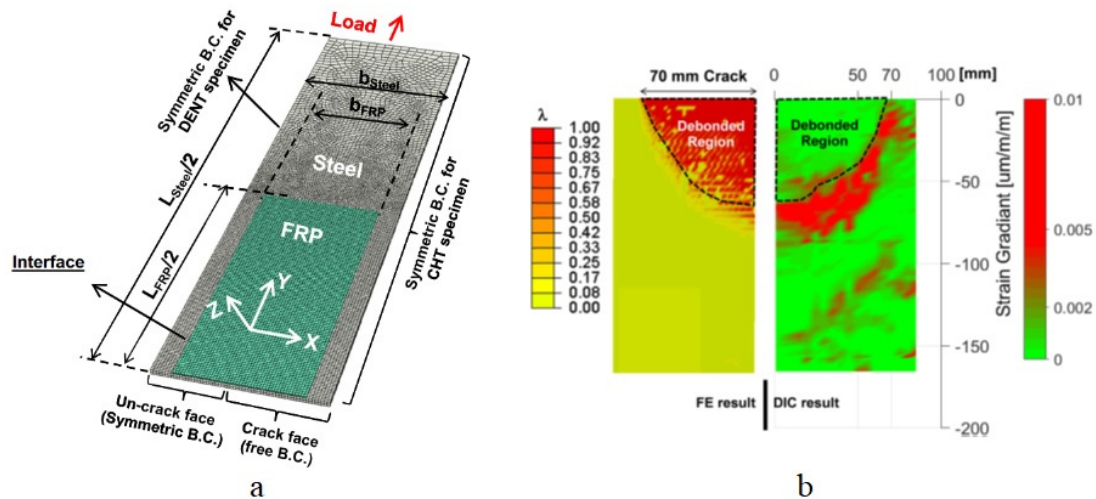 Load
Symmetric B.C. for
DENT specimen
bSteel
bFRP
Steel
LSteel/2
FRP
Symmetric B.C. for
CHT specimen
Interface
LFRP/2
Y
Z
X
Un-crack face
(Symmetric B.C.)
Crack face
(free B.C.)
a
70 mm Crack
0 50 70 100 [mm]
λ
1.00
0.92
0.83
0.75
0.67
0.58
0.50
0.42
0.33
0.25
0.17
0.08
0.00
Debonded
Region
Debonded
Region
0
-50
-100
-150
-200
Strain Gradiant [um/m/m]
0.01
0.005
0.002
0
FE result
DIC result
b